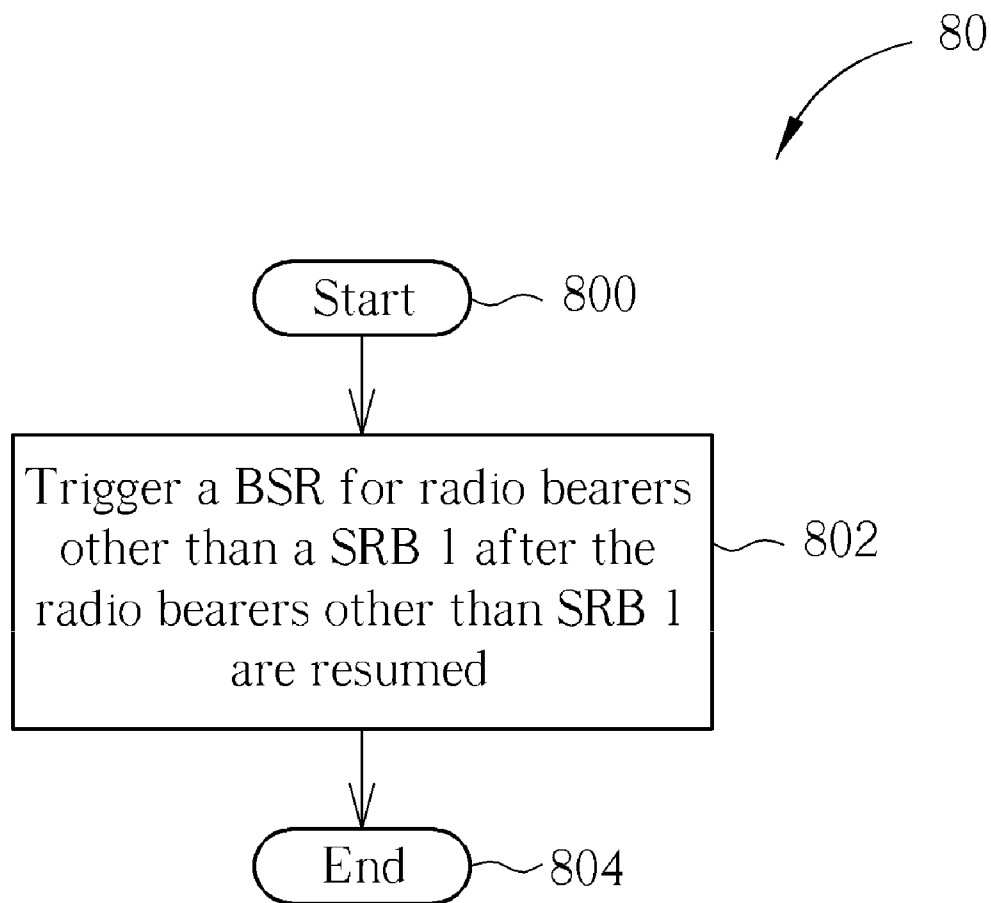 80
Start
800
Trigger a BSR for radio bearers
other than a SRB 1 after the
radio bearers other than SRB 1
are resumed
802
End
804